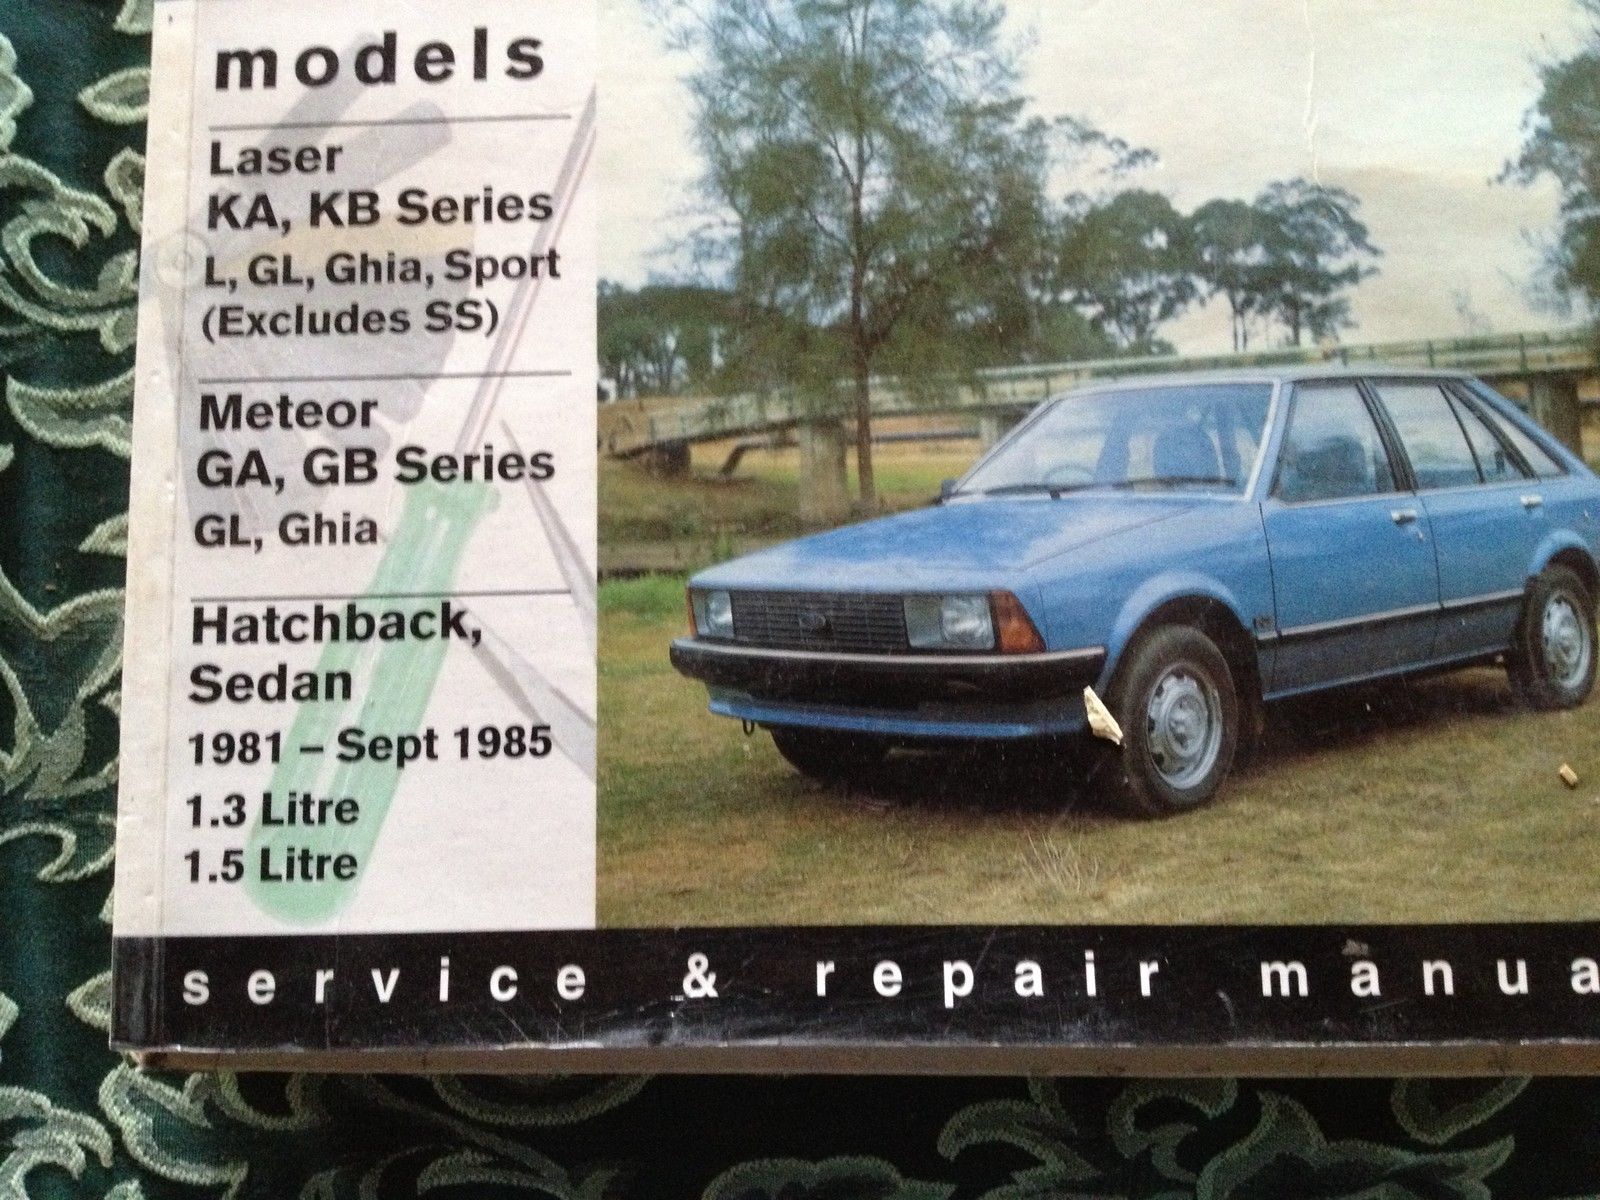 models
Laser
KA, KB Series
L, GL, Ghia, Sport
(Excludes SS)
Meteor
GA, GB Series
GL, Ghia
Hatchback,
Sedan
1981 – Sept 1985
1.3 Litre
1.5 Litre
service & repair manua